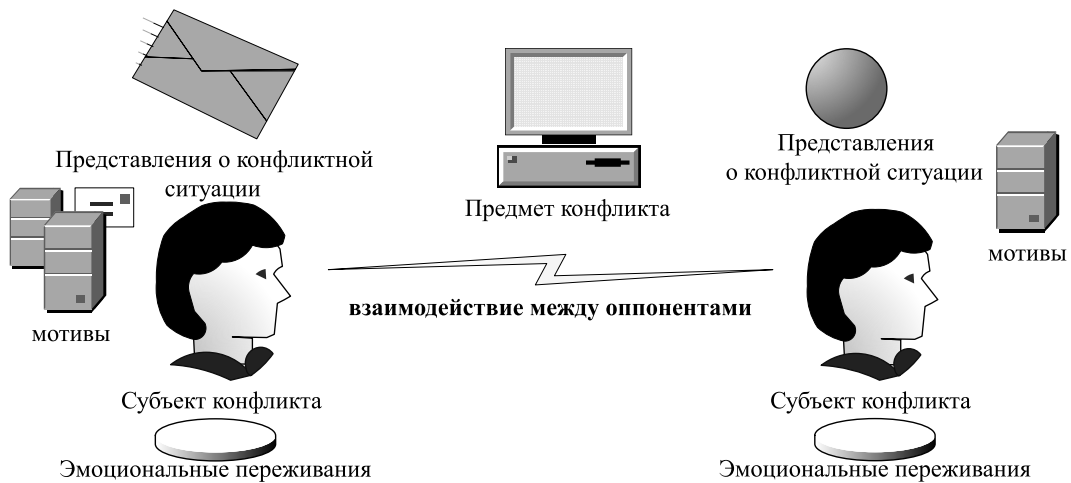 Представления о конфликтной
ситуации
Предмет конфликта
Представления
о конфликтной ситуации
мотивы
мотивы
взаимодействие между оппонентами
Субъект конфликта
Субъект конфликта
Эмоциональные переживания
Эмоциональные переживания